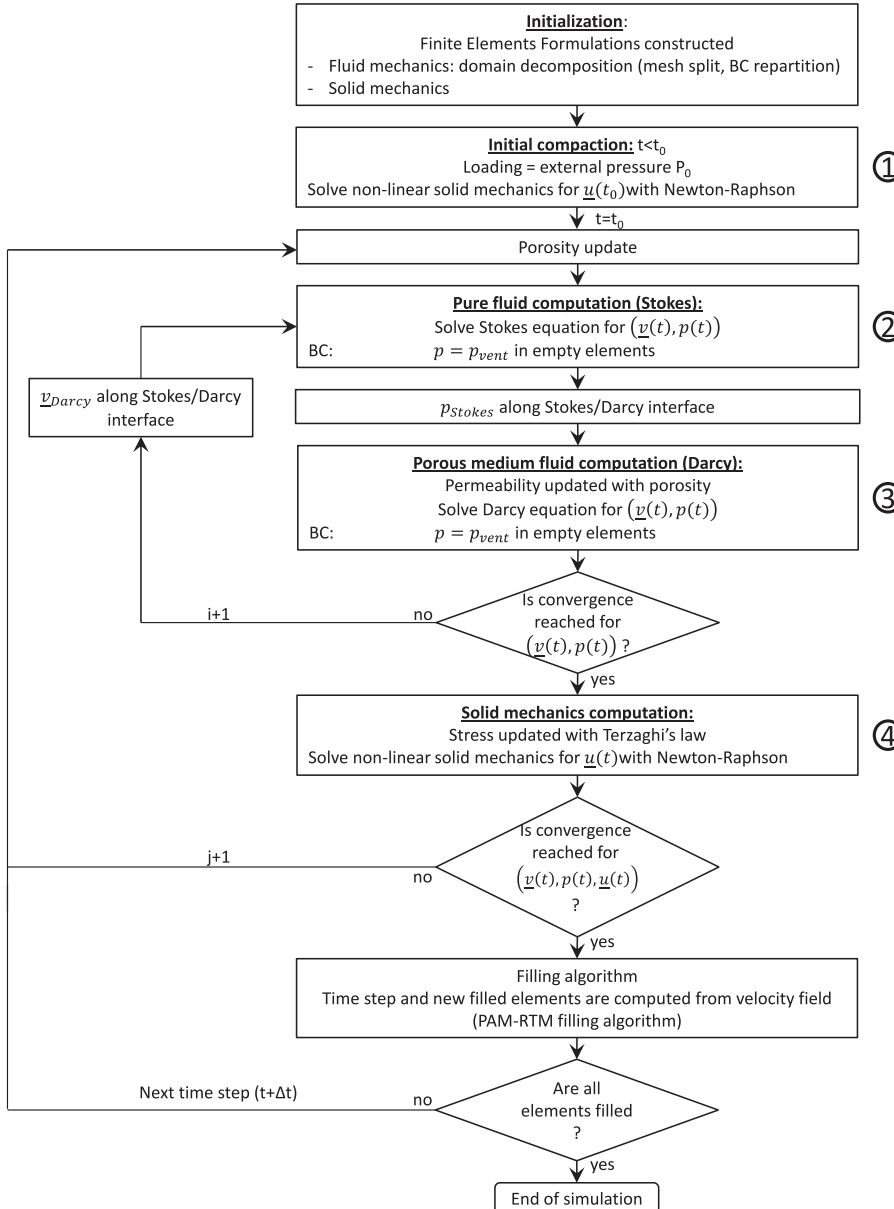 Initialization:
Finite Elements Formulations constructed
- Fluid mechanics: domain decomposition (mesh split, BC repartition)
- Solid mechanics
Initial compaction: t<t₀
Loading = external pressure P₀
Solve non-linear solid mechanics for u(t₀)with Newton-Raphson
①
t=t₀
Porosity update
Pure fluid computation (Stokes):
Solve Stokes equation for (v(t), p(t))
BC: p = p_vent in empty elements
②
v_Darcy along Stokes/Darcy
interface
p_Stokes along Stokes/Darcy interface
Porous medium fluid computation (Darcy):
Permeability updated with porosity
Solve Darcy equation for (v(t), p(t))
BC: p = p_vent in empty elements
③
i+1
no
Is convergence
reached for
(v(t), p(t)) ?
yes
Solid mechanics computation:
Stress updated with Terzaghi's law
Solve non-linear solid mechanics for u(t)with Newton-Raphson
④
Is convergence
reached for
(v(t), p(t), u(t))
?
j+1
no
yes
Filling algorithm
Time step and new filled elements are computed from velocity field
(PAM-RTM filling algorithm)
Next time step (t+Δt)
no
Are all
elements filled
?
yes
End of simulation